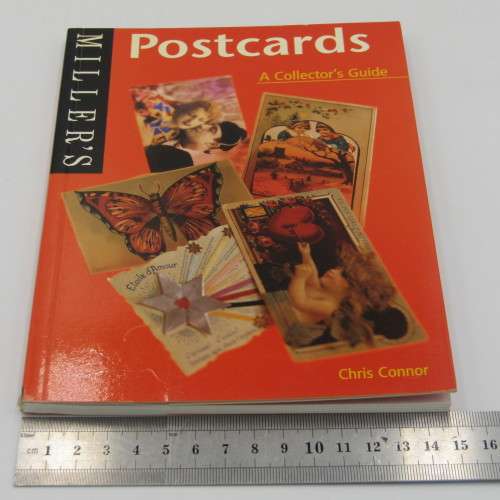 MILLER'S
Postcards
A Collector's Guide
Etoile d'Amour
Chris Connor
cm 1 2 3 4 5 6 7 8 9 10 11 12 13 14 15 16